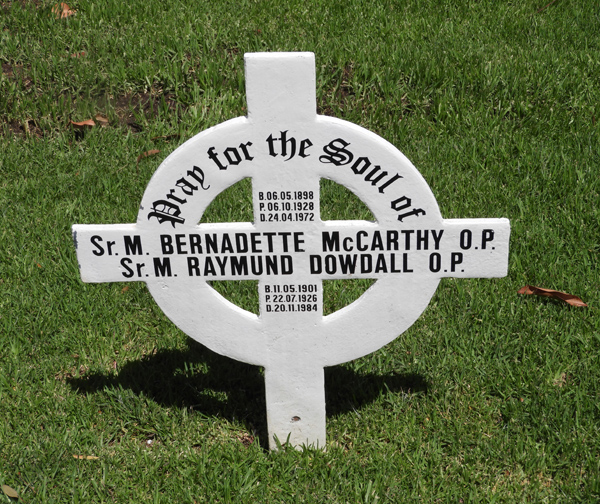 Pray for the Soul of
B.06.05.1898
P.06.10.1928
D.24.04.1972
Sr. M. BERNADETTE McCARTHY O.P.
Sr. M. RAYMUND DOWDALL O.P.
B.11.05.1901
P.22.07.1926
D.20.11.1984